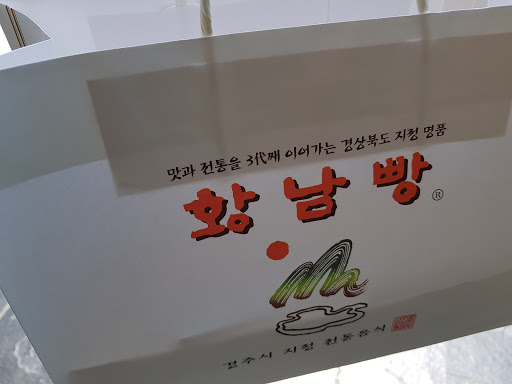 맛과 전통을 3代째 이어가는 경상북도 지정 명품
황남빵®
경주시 지정 전통음식